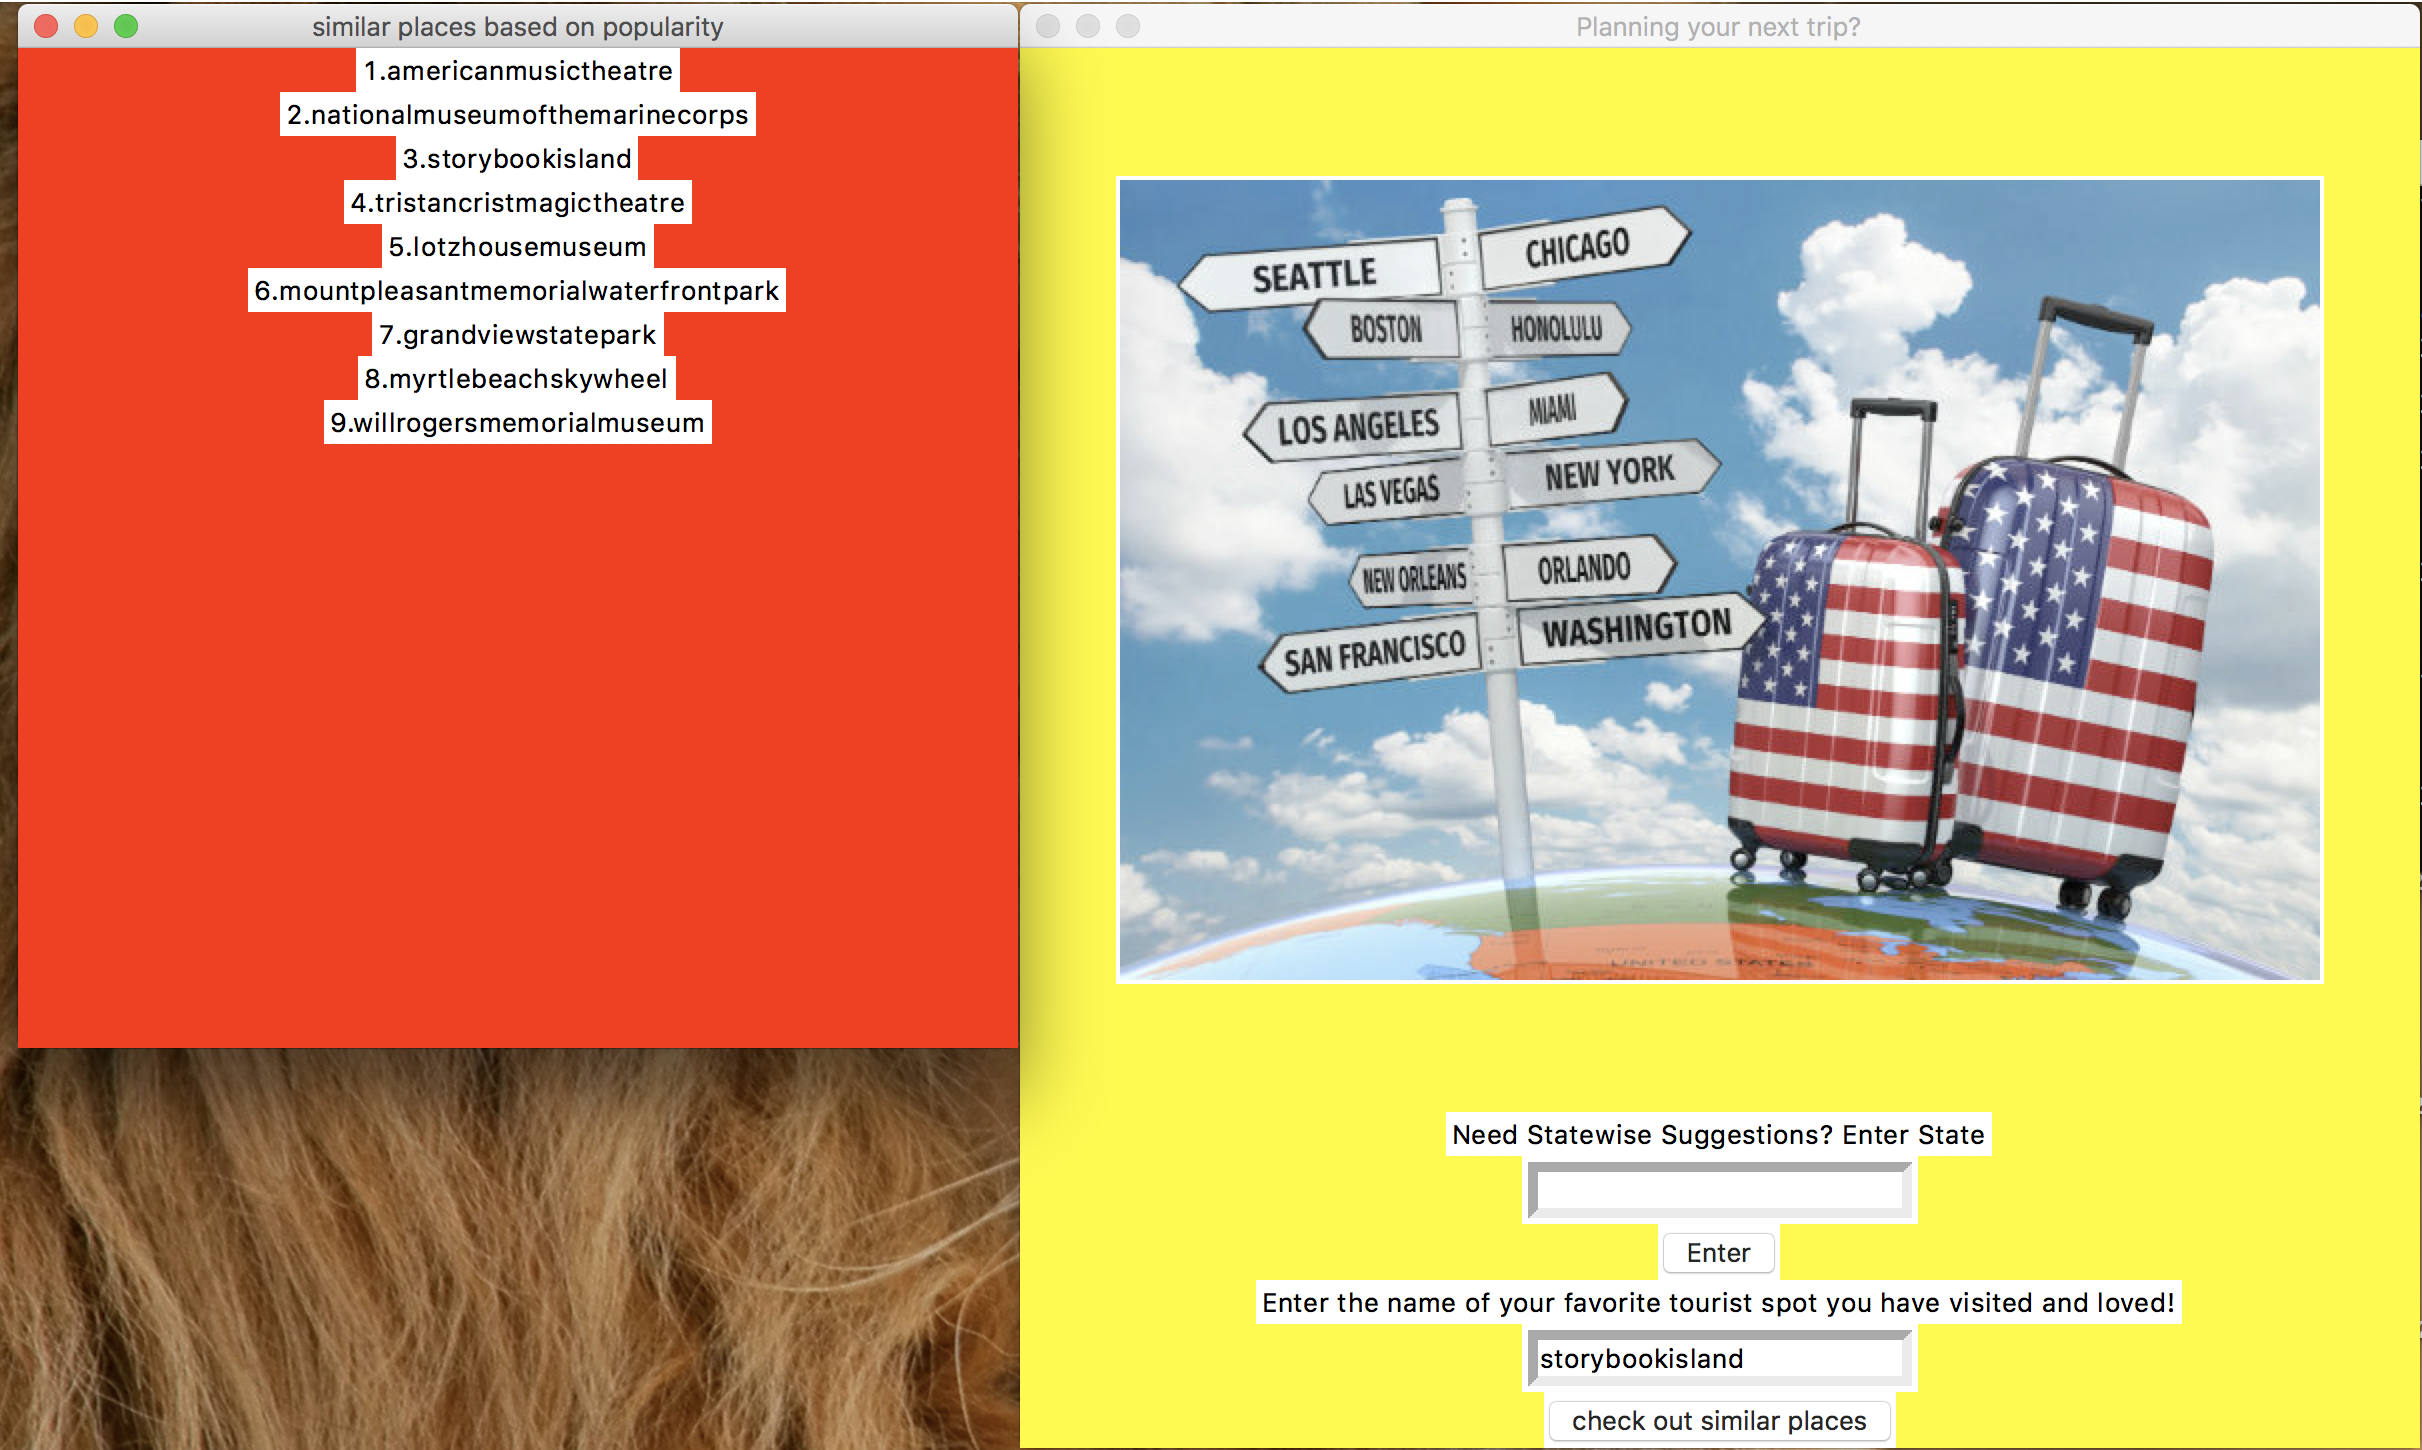 similar places based on popularity
1.americanmusictheatre
2.nationalmuseumofthemarinecorps
3.storybookisland
4.tristancristmagictheatre
5.lotzhousemuseum
6.mountpleasantmemorialwaterfrontpark
7.grandviewstatepark
8.myrtlebeachskywheel
9.willrogersmemorialmuseum
Planning your next trip?
SEATTLE
CHICAGO
BOSTON
HONOLULU
LOS ANGELES
MIAMI
LAS VEGAS
NEW YORK
NEW ORLEANS
ORLANDO
SAN FRANCISCO
WASHINGTON
UNITED STATES
Need Statewise Suggestions? Enter State
Enter
Enter the name of your favorite tourist spot you have visited and loved!
storybookisland
check out similar places